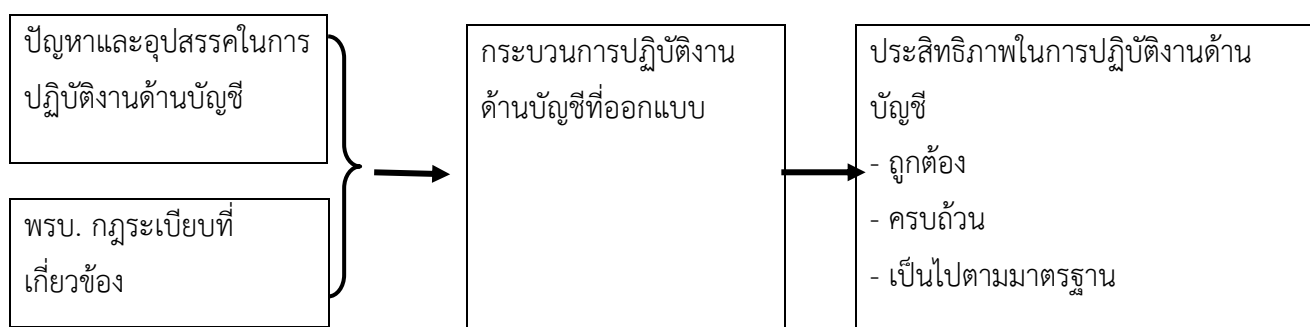 ปัญหาและอุปสรรคในการ
ปฏิบัติงานด้านบัญชี
พรบ. กฎระเบียบที่
เกี่ยวข้อง
กระบวนการปฏิบัติงาน
ด้านบัญชีที่ออกแบบ
ประสิทธิภาพในการปฏิบัติงานด้าน
บัญชี
- ถูกต้อง
- ครบถ้วน
- เป็นไปตามมาตรฐาน